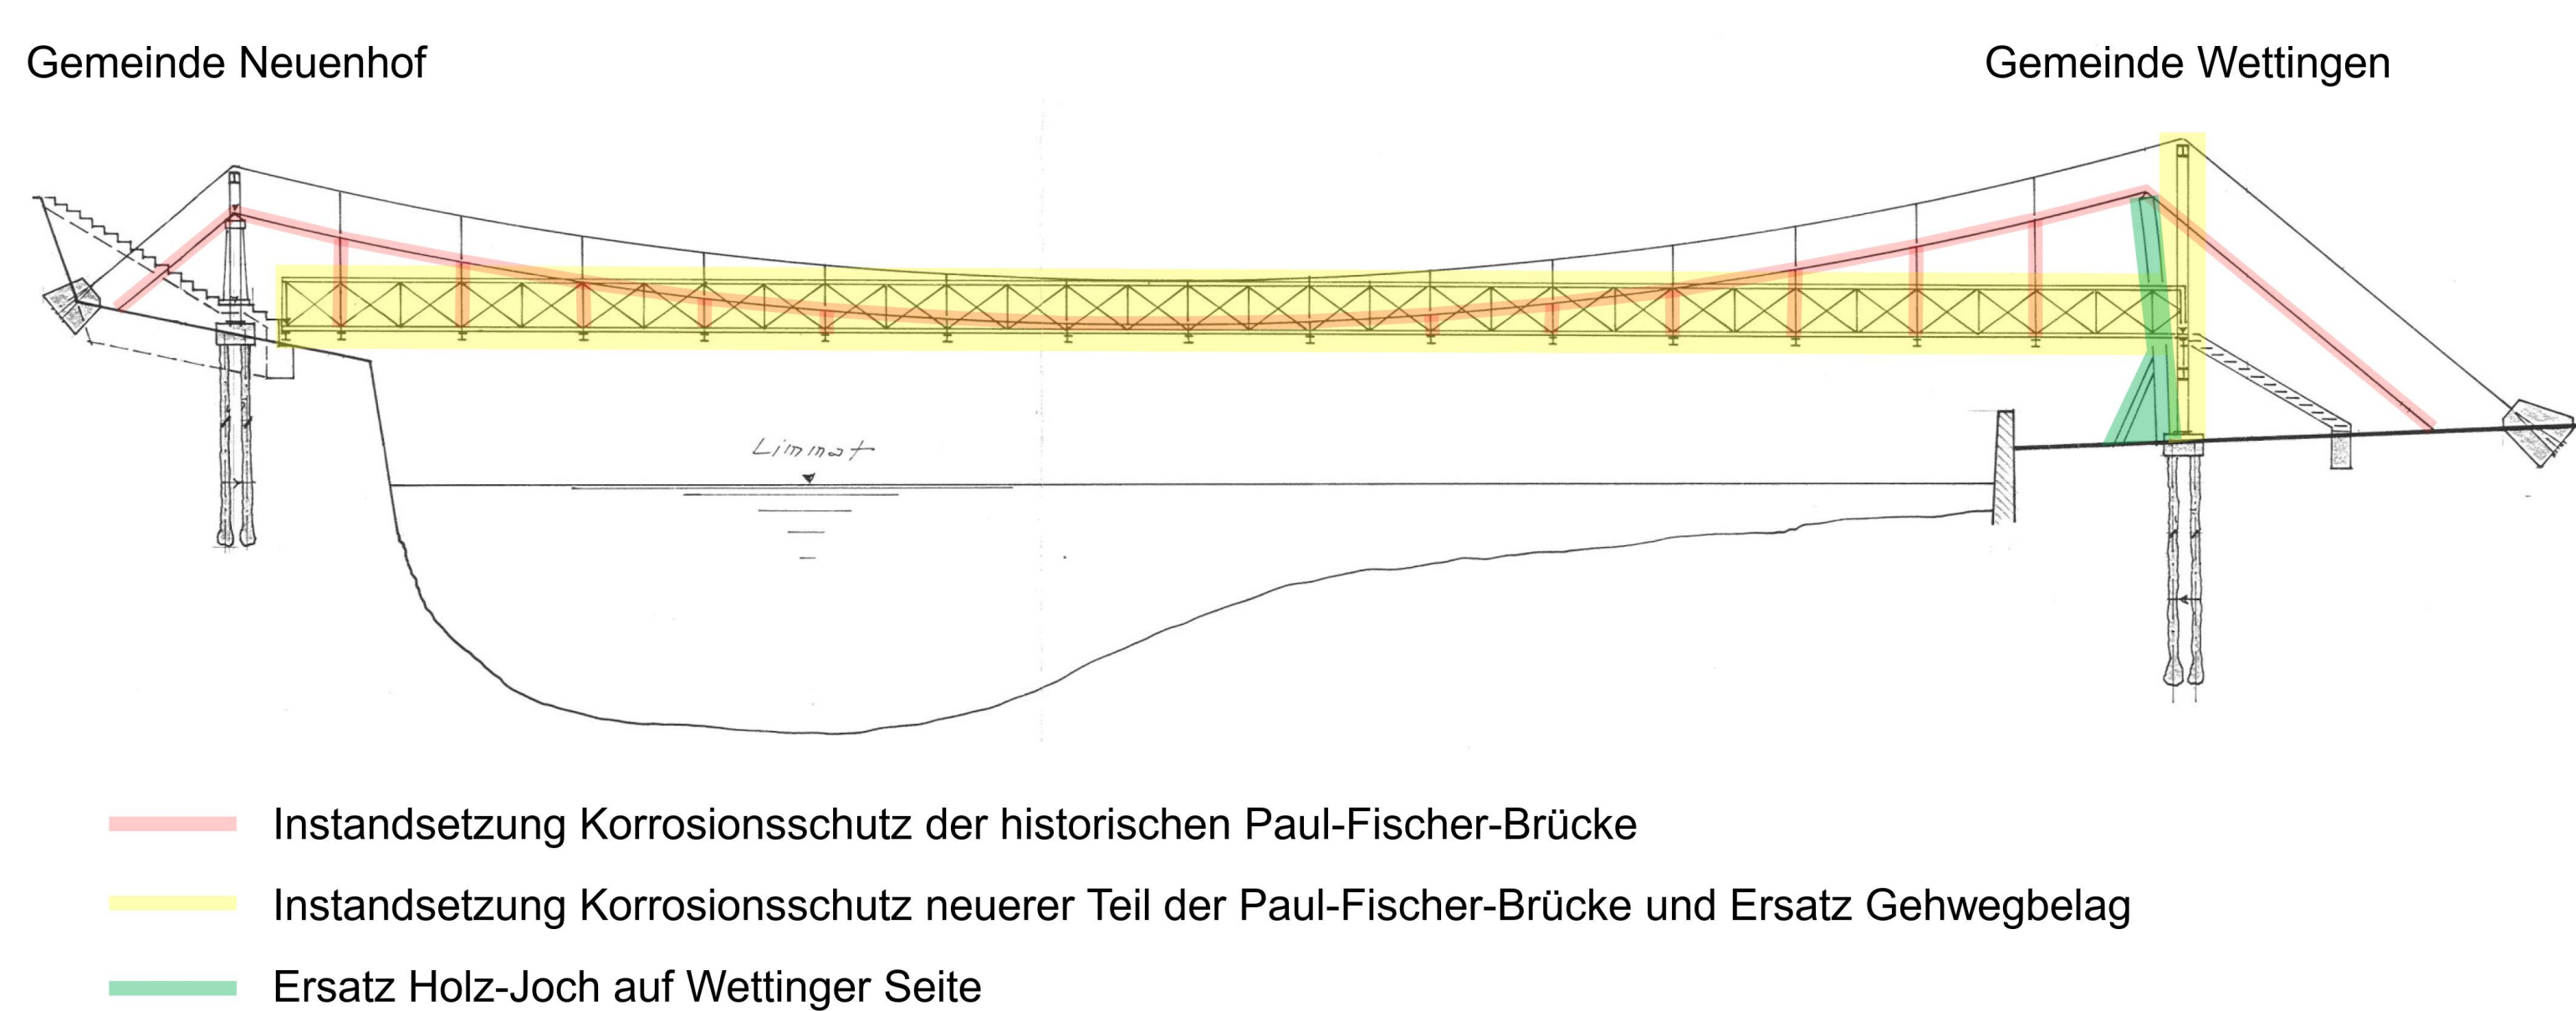 Gemeinde Neuenhof
Gemeinde Wettingen
Limmat
Instandsetzung Korrosionsschutz der historischen Paul-Fischer-Brücke
Instandsetzung Korrosionsschutz neuerer Teil der Paul-Fischer-Brücke und Ersatz Gehwegbelag
Ersatz Holz-Joch auf Wettinger Seite